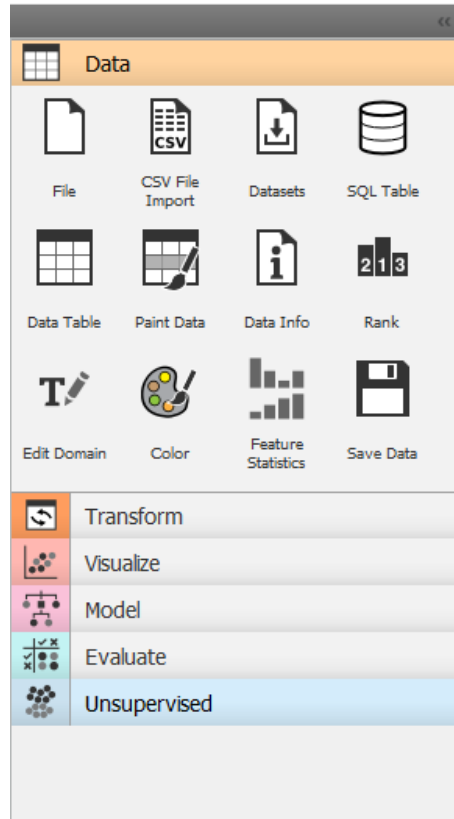 «
Data
File
CSV
CSV File
Import
Datasets
SQL Table
Data Table
Paint Data
i
Data Info
2 1 3
Rank
T
Edit Domain
Color
Feature
Statistics
Save Data
Transform
Visualize
Model
Evaluate
Unsupervised